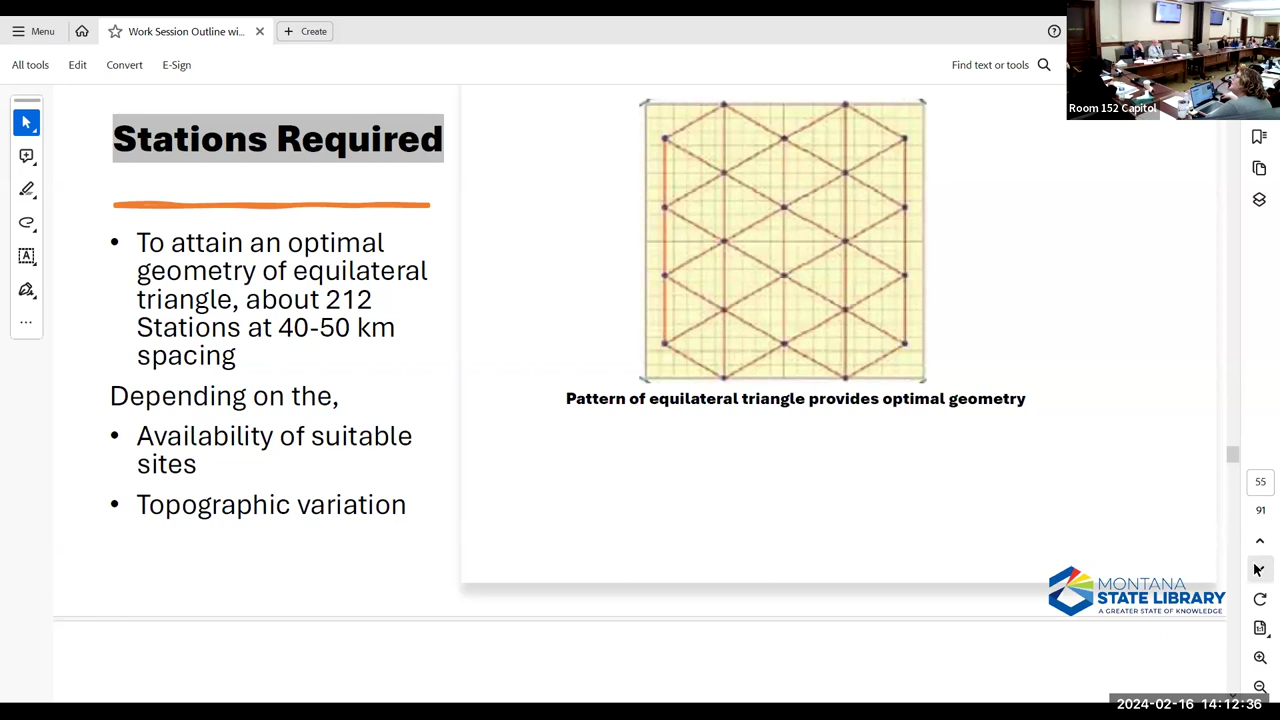 Menu
Work Session Outline wi...
Create
All tools
Edit
Convert
E-Sign
Find text or tools
Room 152 Capitol
Stations Required
• To attain an optimal
geometry of equilateral
triangle, about 212
Stations at 40-50 km
spacing
Depending on the,
• Availability of suitable
sites
• Topographic variation
Pattern of equilateral triangle provides optimal geometry
55
91
MONTANA
STATE LIBRARY
A GREATER STATE OF KNOWLEDGE
2024-02-16 14:12:36